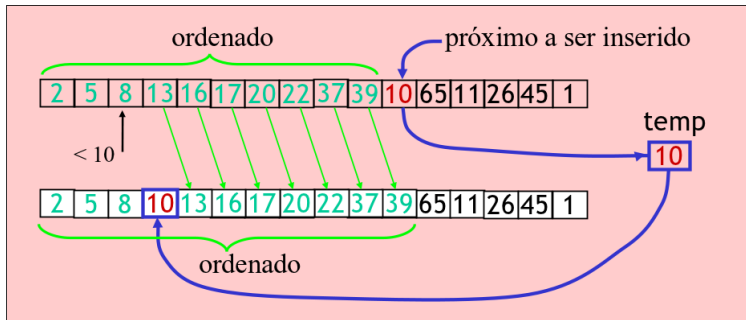 ordenado
próximo a ser inserido
2 5 8 13 16 17 20 22 37 39 10 65 11 26 45 1
temp
< 10
10
2 5 8 10 13 16 17 20 22 37 39 65 11 26 45 1
ordenado